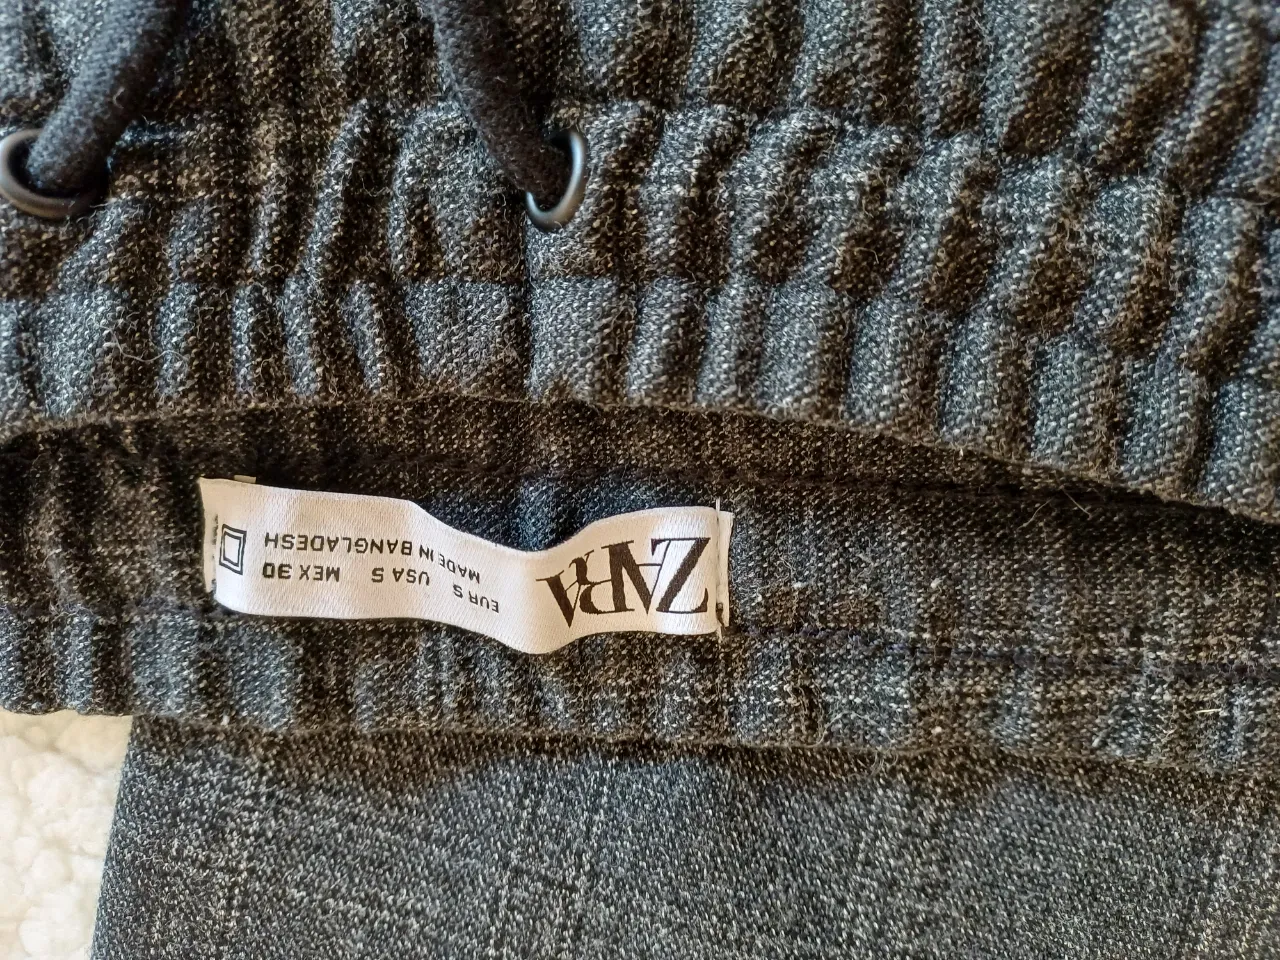 ZARA
EUR S USA S MEX 30
MADE IN BANGLADESH